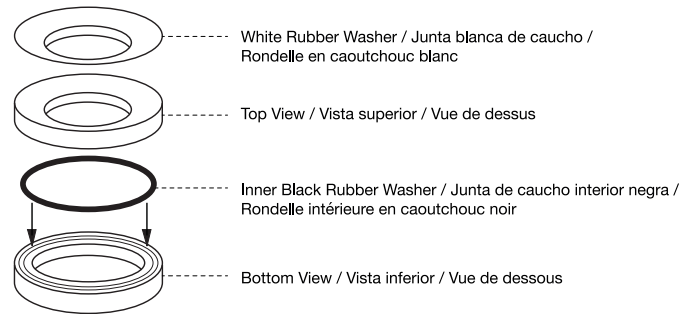 White Rubber Washer / Junta blanca de caucho /
Rondelle en caoutchouc blanc
Top View / Vista superior / Vue de dessus
Inner Black Rubber Washer / Junta de caucho interior negra /
Rondelle intérieure en caoutchouc noir
Bottom View / Vista inferior / Vue de dessous